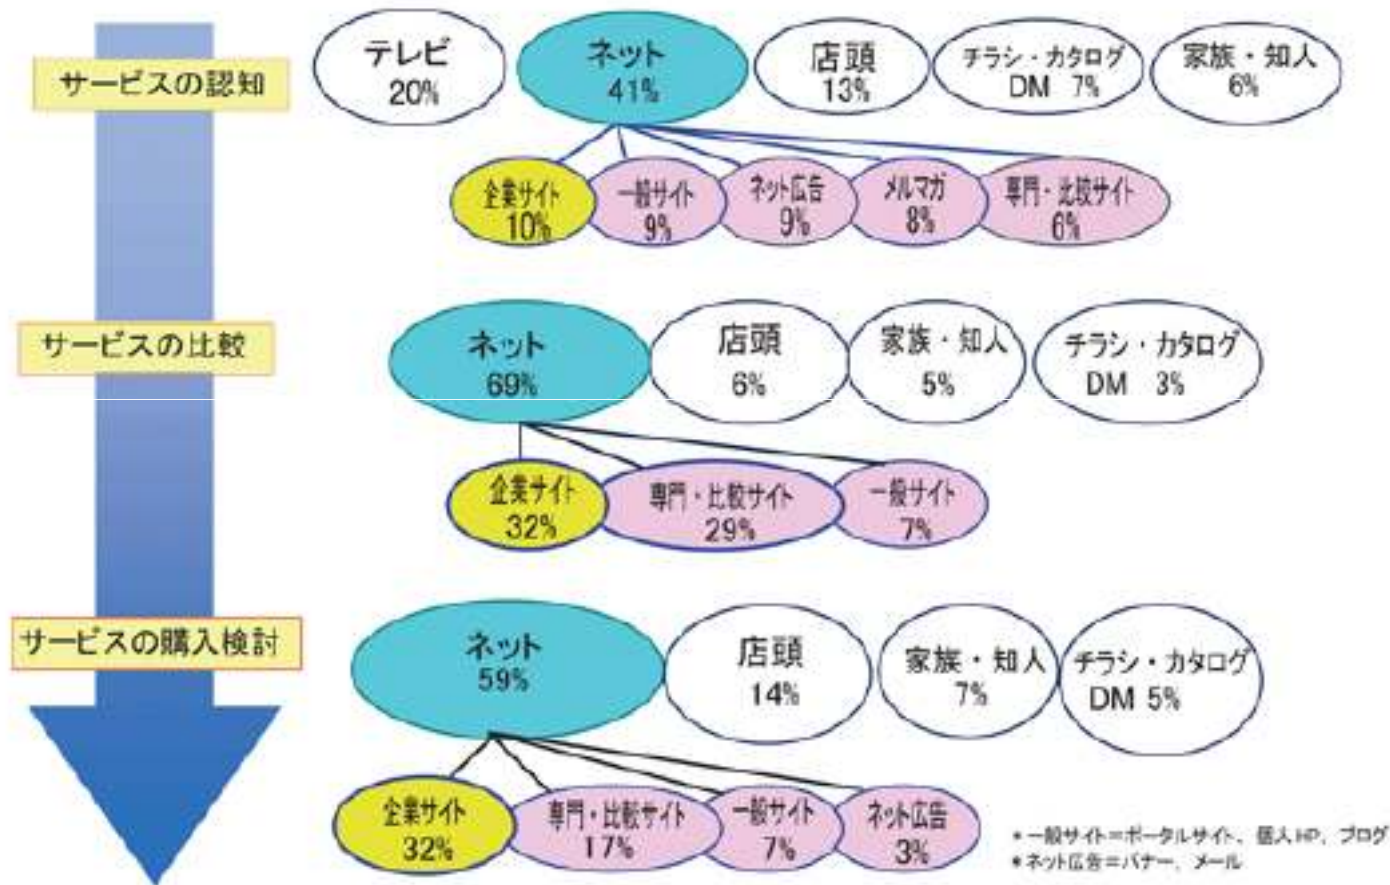 サービスの認知
テレビ
20%
ネット
41%
店頭
13%
チラシ・カタログ
DM 7%
家族・知人
6%
企業サイト
10%
一般サイト
9%
ネット広告
9%
メルマガ
8%
専門・比較サイト
6%
サービスの比較
ネット
69%
店頭
6%
家族・知人
5%
チラシ・カタログ
DM 3%
企業サイト
32%
専門・比較サイト
29%
一般サイト
7%
サービスの購入検討
ネット
59%
店頭
14%
家族・知人
7%
チラシ・カタログ
DM 5%
企業サイト
32%
専門・比較サイト
17%
一般サイト
7%
ネット広告
3%
*一般サイト=ポータルサイト、個人HP、ブログ
*ネット広告=バナー、メール